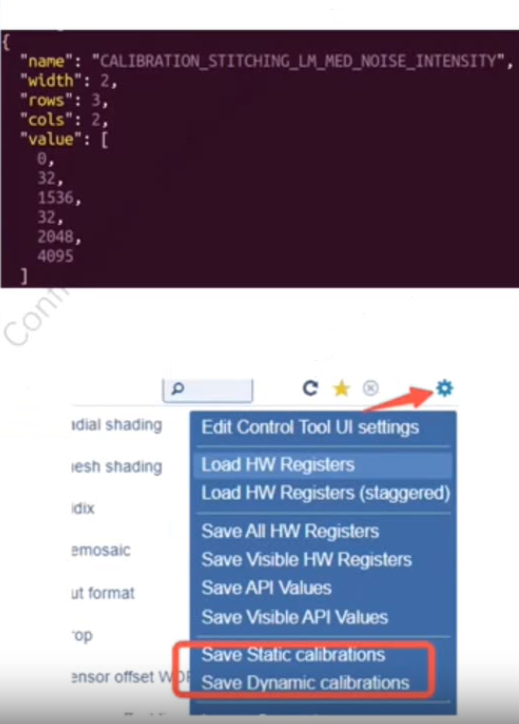 {
"name": "CALIBRATION_STITCHING_LM_MED_NOISE_INTENSITY",
"width": 2,
"rows": 3,
"cols": 2,
"value": [
0,
32,
1536,
32,
2048,
4095
]
Edit Control Tool UI settings
adial shading
Load HW Registers
esh shading
Load HW Registers (staggered)
idix
Save All HW Registers
emosaic
Save Visible HW Registers
ut format
Save API Values
Save Visible API Values
rop
Save Static calibrations
ensor offset WD
Save Dynamic calibrations